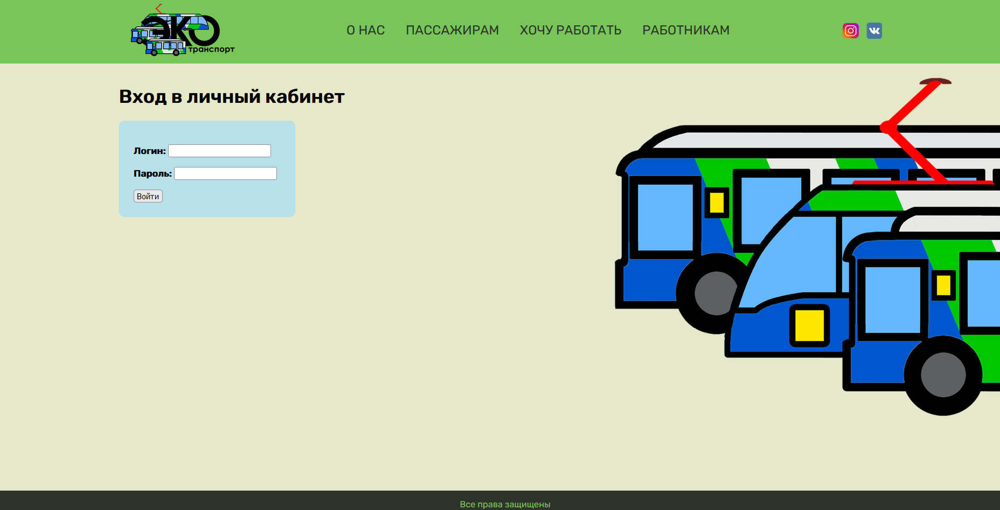 ЭКО
транспорт
О НАС ПАССАЖИРАМ ХОЧУ РАБОТАТЬ РАБОТНИКАМ
Вход в личный кабинет
Логин:
Пароль:
Войти
Все права защищены